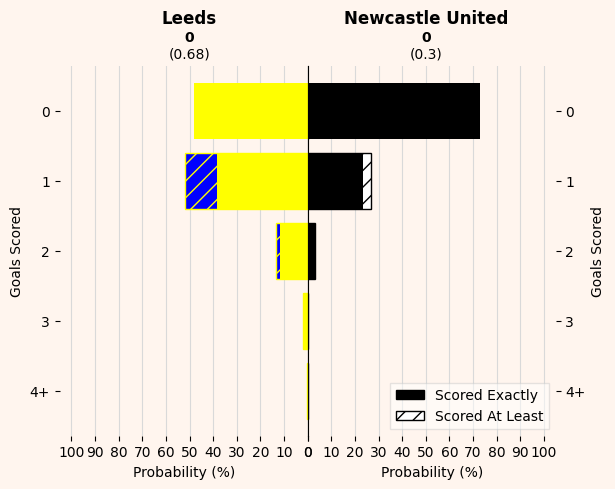 Leeds Newcastle United
0 0
(0.68) (0.3)
0 0
1 1
2 2
3 3
4+ 4+
Goals Scored Goals Scored
Scored Exactly
Scored At Least
100 90 80 70 60 50 40 30 20 10 0 0 10 20 30 40 50 60 70 80 90 100
Probability (%) Probability (%)